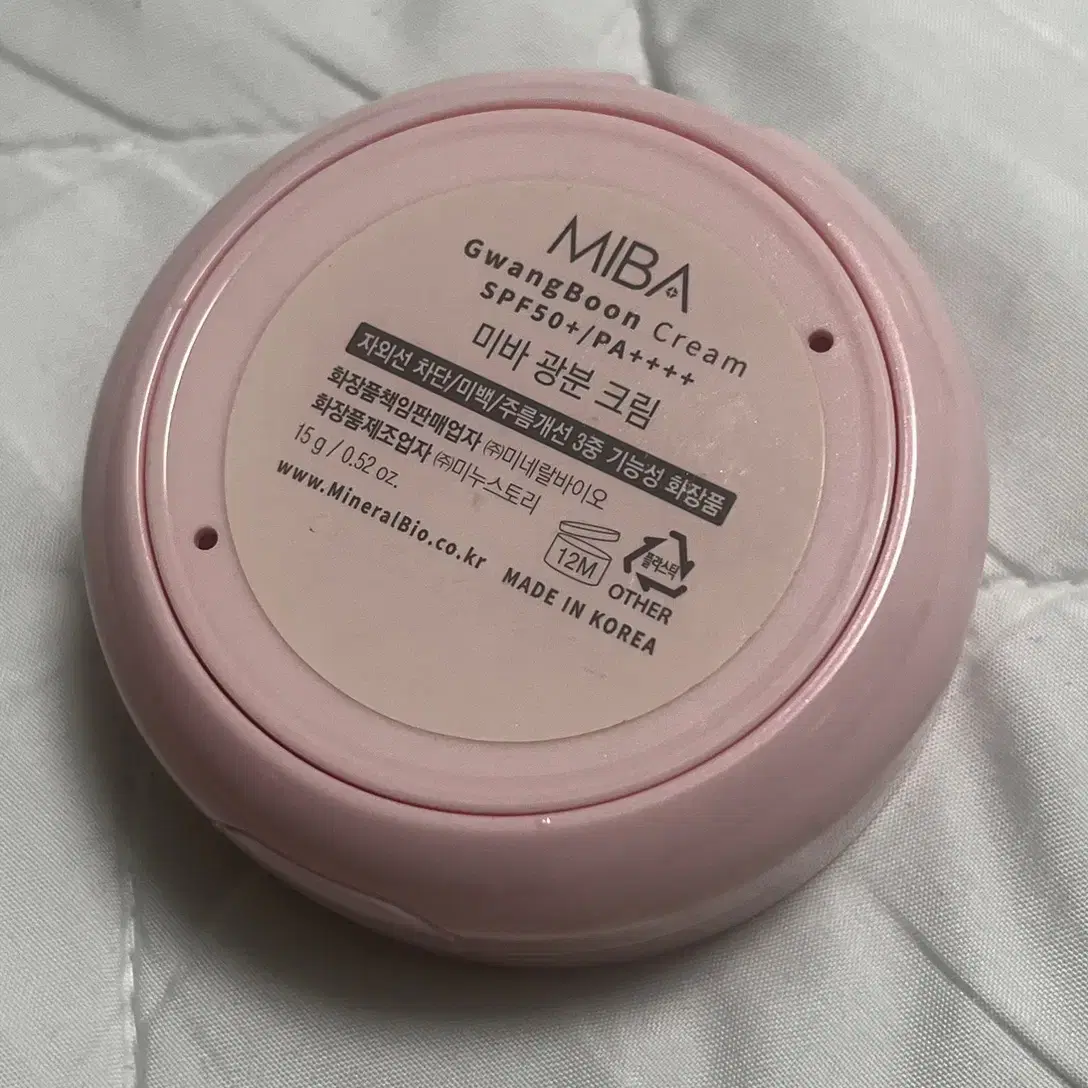 MIBA
GwangBoon Cream
SPF50+/PA++++
미바 광분 크림
자외선 차단/미백/주름개선 3중 기능성 화장품
화장품책임판매업자 ㈜미네랄바이오
화장품제조업자 ㈜미누스토리
15 g / 0.52 oz.
www.MineralBio.co.kr
12M
플라스틱
OTHER
MADE IN KOREA